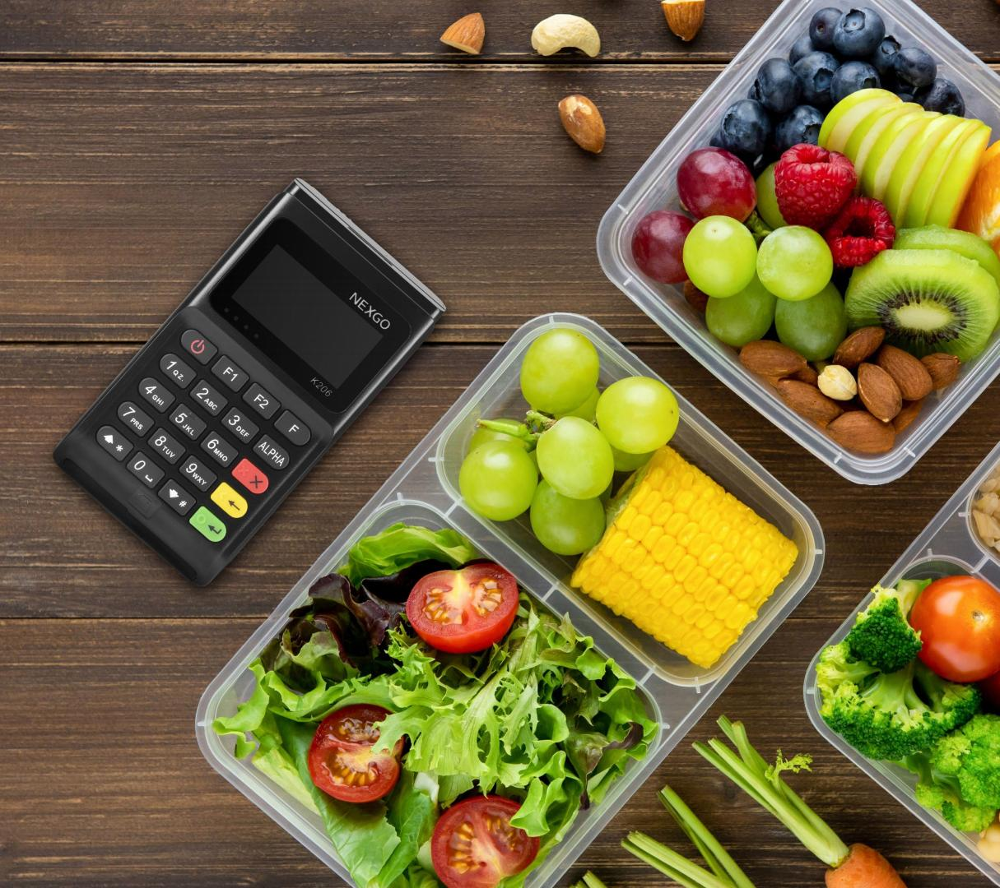 NEXGO
K206
F1 F2 F
1 QZ. 2 ABC 3 DEF ALPHA
4 GHI 5 JKL 6 MNO
7 PRS 8 TUV 9 WXY
* 0 #